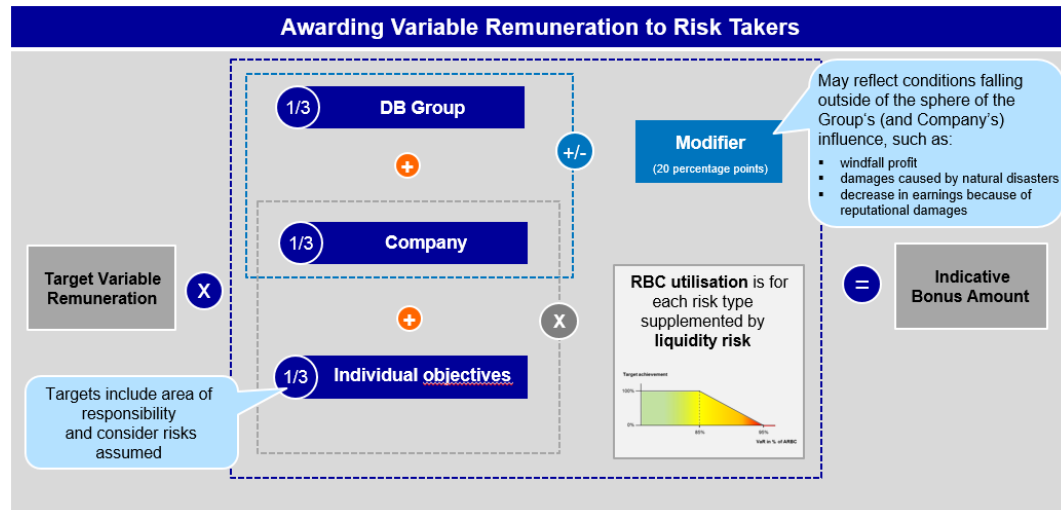 Awarding Variable Remuneration to Risk Takers
1/3
DB Group
+
1/3
Company
+
1/3
Individual objectives
Target Variable
Remuneration
X
+/-
Modifier
(20 percentage points)
May reflect conditions falling
outside of the sphere of the
Group‘s (and Company’s)
influence, such as:
▪ windfall profit
▪ damages caused by natural disasters
▪ decrease in earnings because of
reputational damages
X
RBC utilisation is for
each risk type
supplemented by
liquidity risk
Target achievement
100%
0%
85%
95%
VaR in % of ARBC
=
Indicative
Bonus Amount
Targets include area of
responsibility
and consider risks
assumed